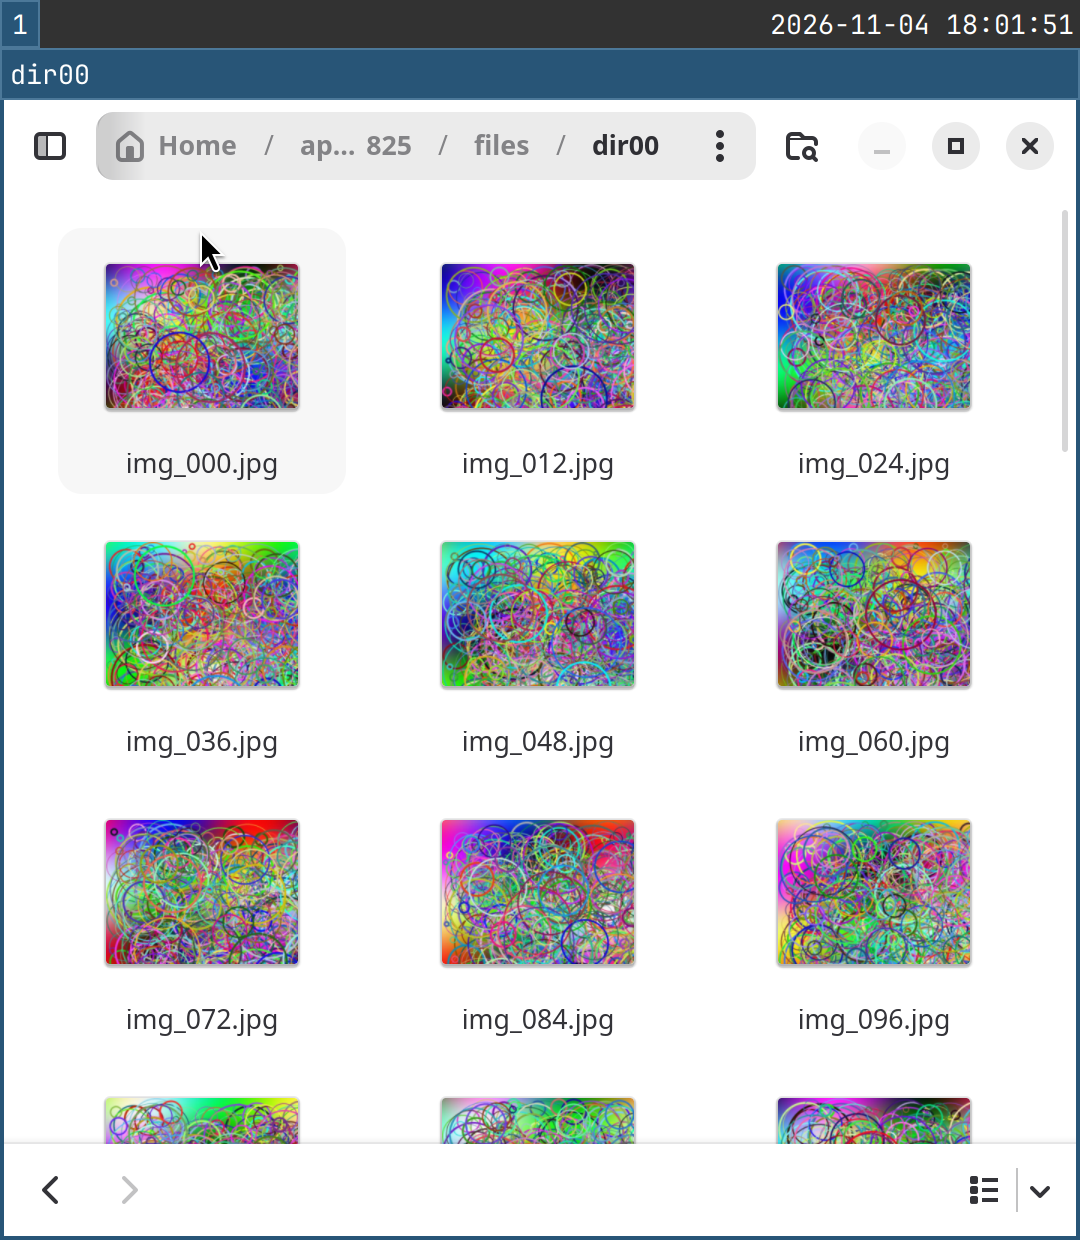 1 2026-11-04 18:01:51
dir00
Home / ap... 825 / files / dir00
img_000.jpg img_012.jpg img_024.jpg
img_036.jpg img_048.jpg img_060.jpg
img_072.jpg img_084.jpg img_096.jpg